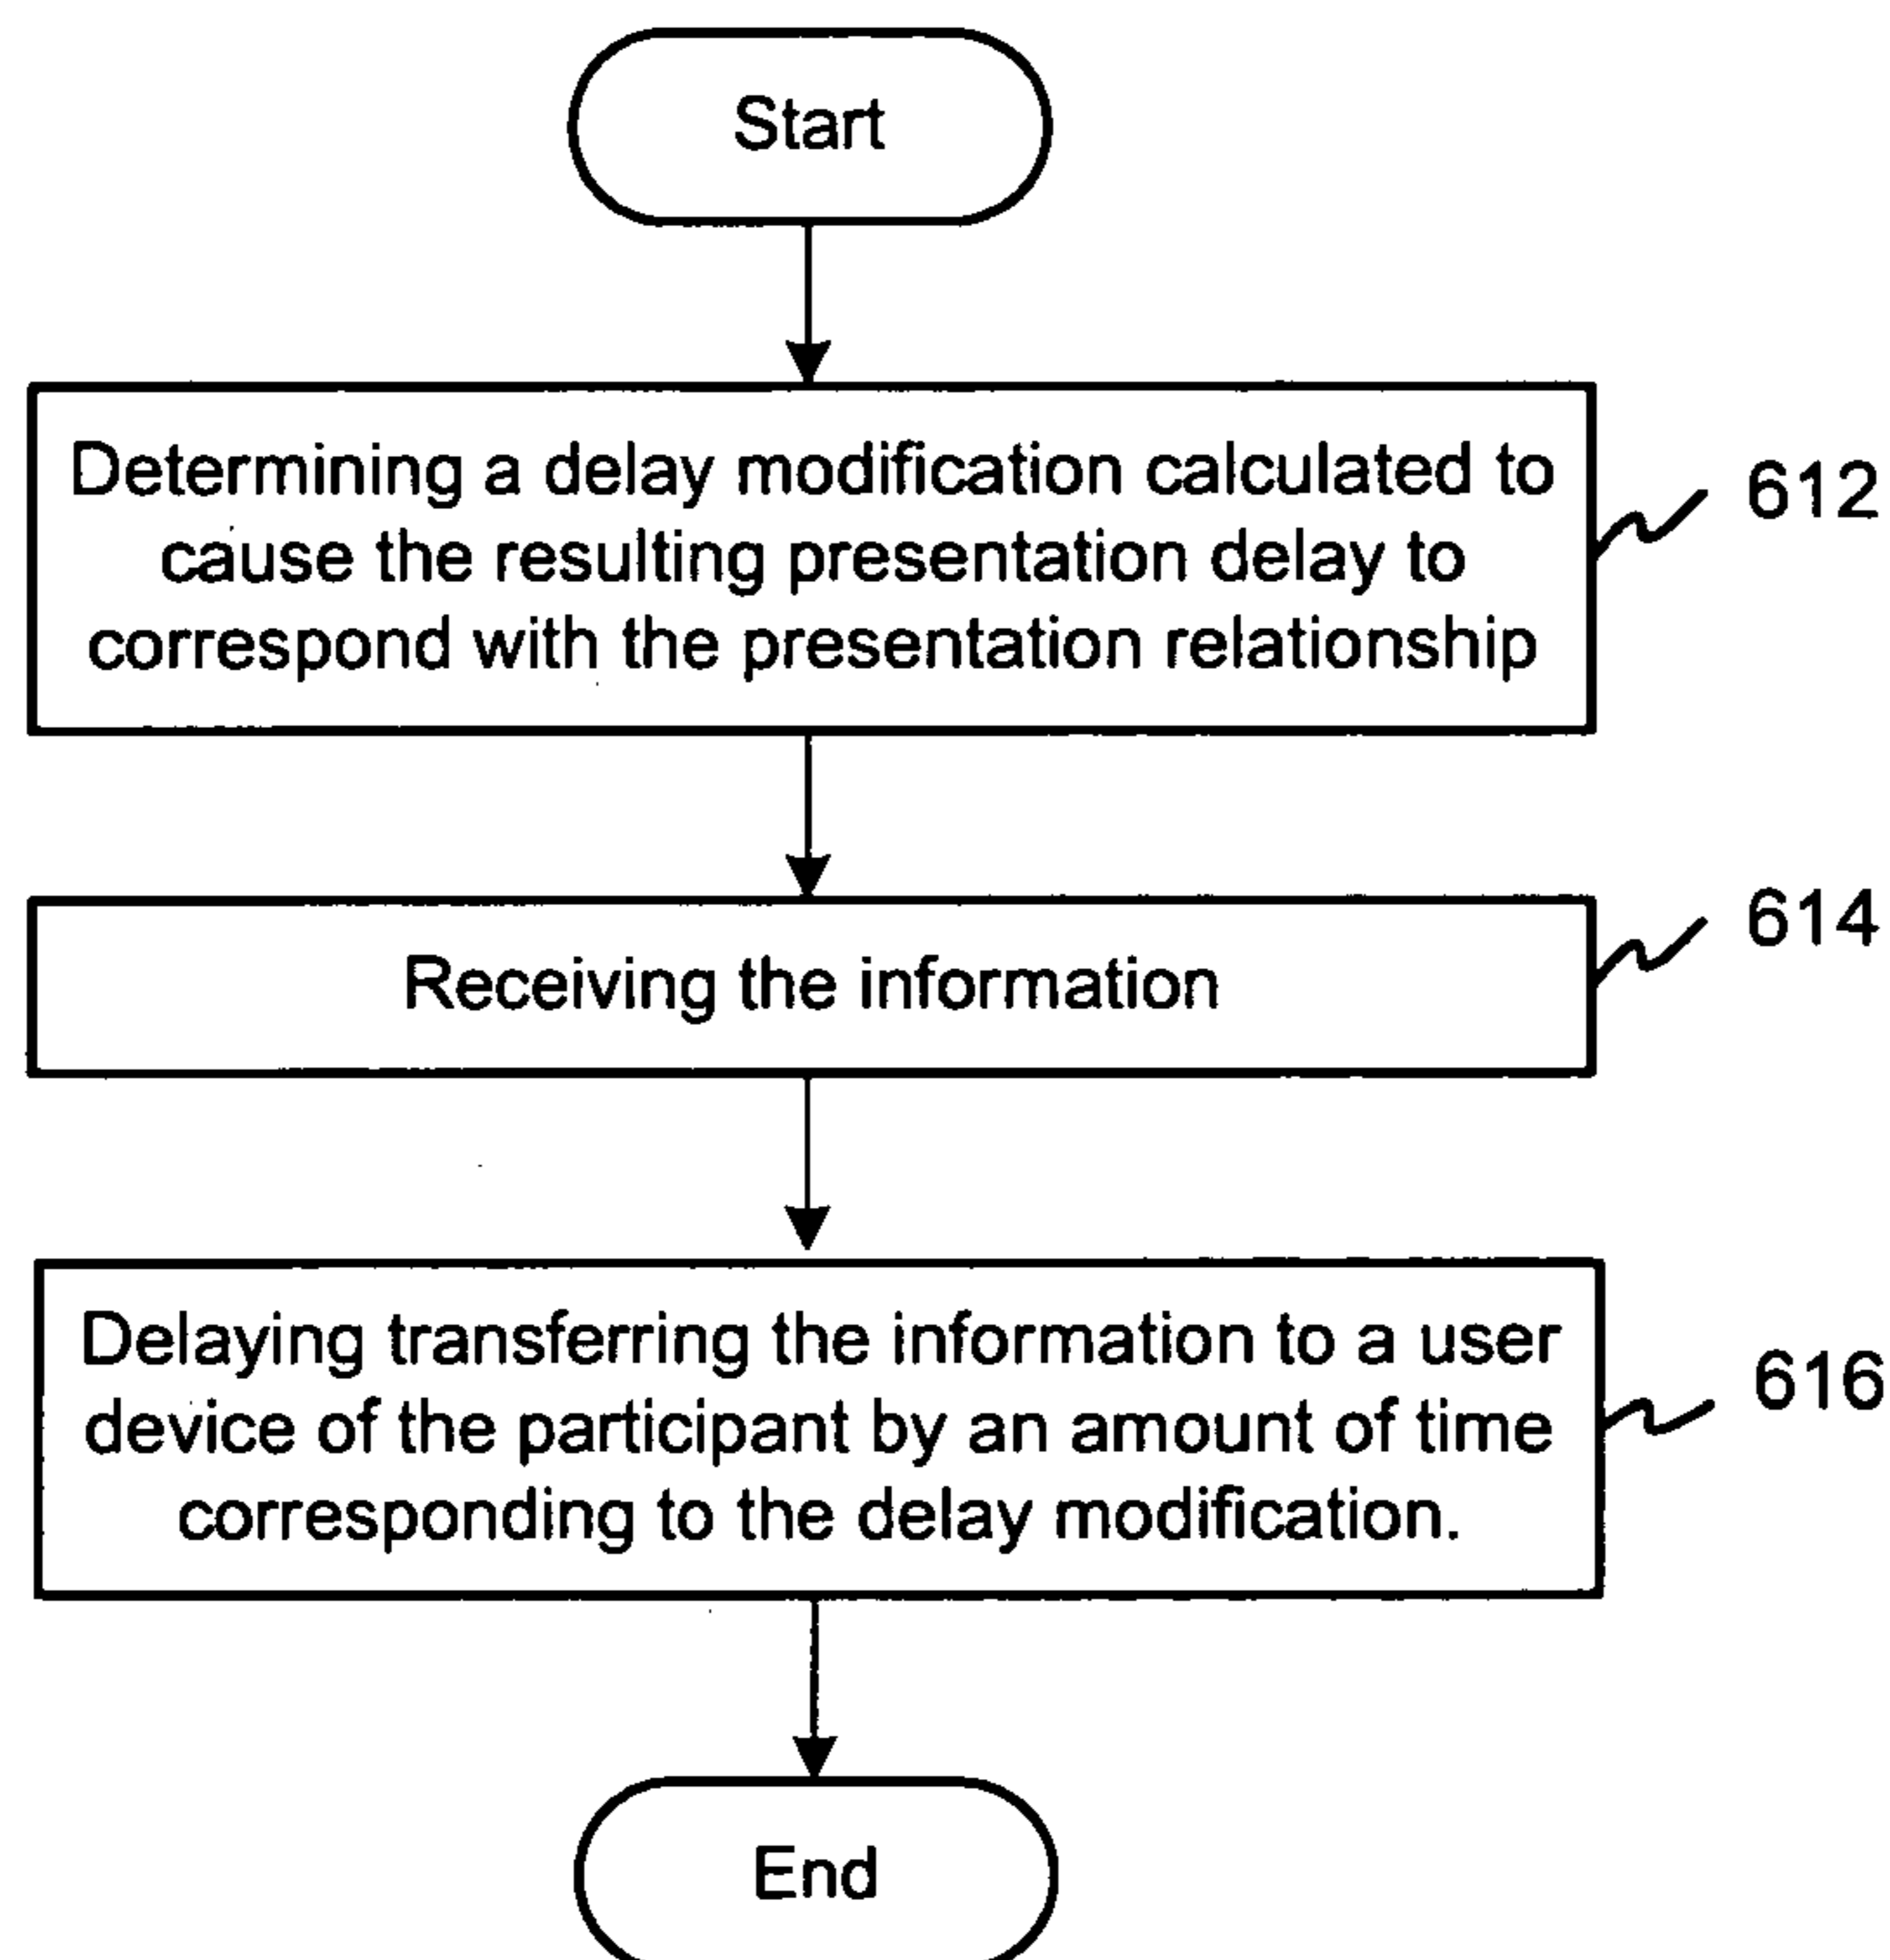 Start
Determining a delay modification calculated to
cause the resulting presentation delay to
correspond with the presentation relationship
612
Receiving the information
614
Delaying transferring the information to a user
device of the participant by an amount of time
corresponding to the delay modification.
616
End